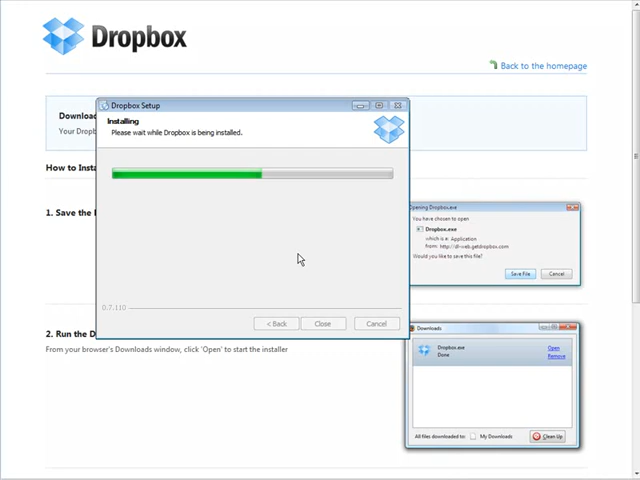 Dropbox
Back to the homepage
Downloa
Your Dropb
How to Insta
Dropbox Setup
Installing
Please wait while Dropbox is being installed.
0.7.110
< Back
Close
Cancel
1. Save the
Opening Dropbox.exe
You have chosen to open
Dropbox.exe
which is a: Application
from: http://dl-web.getdropbox.com
Would you like to save this file?
Save File
Cancel
2. Run the D
From your browser's Downloads window, click 'Open' to start the installer
Downloads
Dropbox.exe
Done
Open
Remove
All files downloaded to:
My Downloads
Clean Up